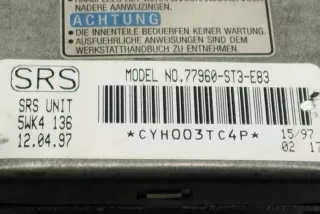 NADERE AANWIJZINGEN.
ACHTUNG
● DIE INNENTEILE BEDUERFEN KEINER WARTUNG.
● AUSFUEHRLICHE ANWEISUNGEN SIND DEM
WERKSTATTHANDBUCH ZU ENTNEHMEN.
SRS
MODEL NO.77960-ST3-E83
SRS UNIT
5WK4 136
12.04.97
*CYH003TC4P*
15/97
02 17